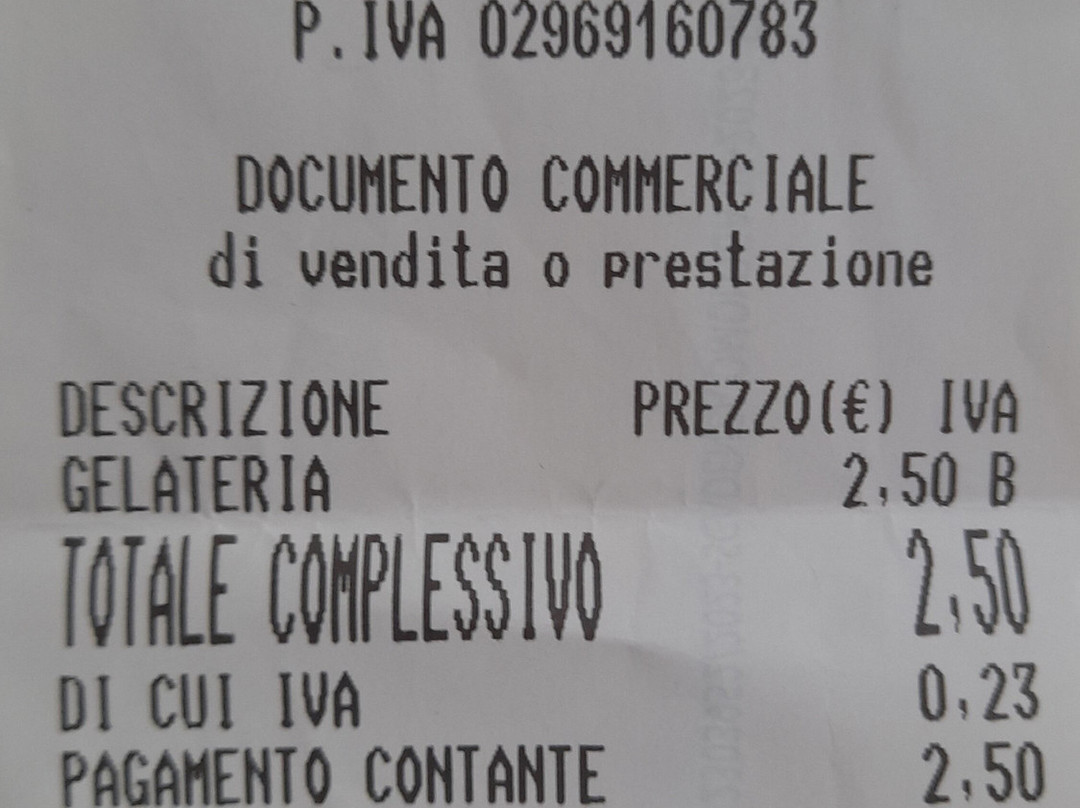 P.IVA 02969160783
DOCUMENTO COMMERCIALE
di vendita o prestazione
DESCRIZIONE PREZZO(€) IVA
GELATERIA 2,50 B
TOTALE COMPLESSIVO 2,50
DI CUI IVA 0,23
PAGAMENTO CONTANTE 2,50